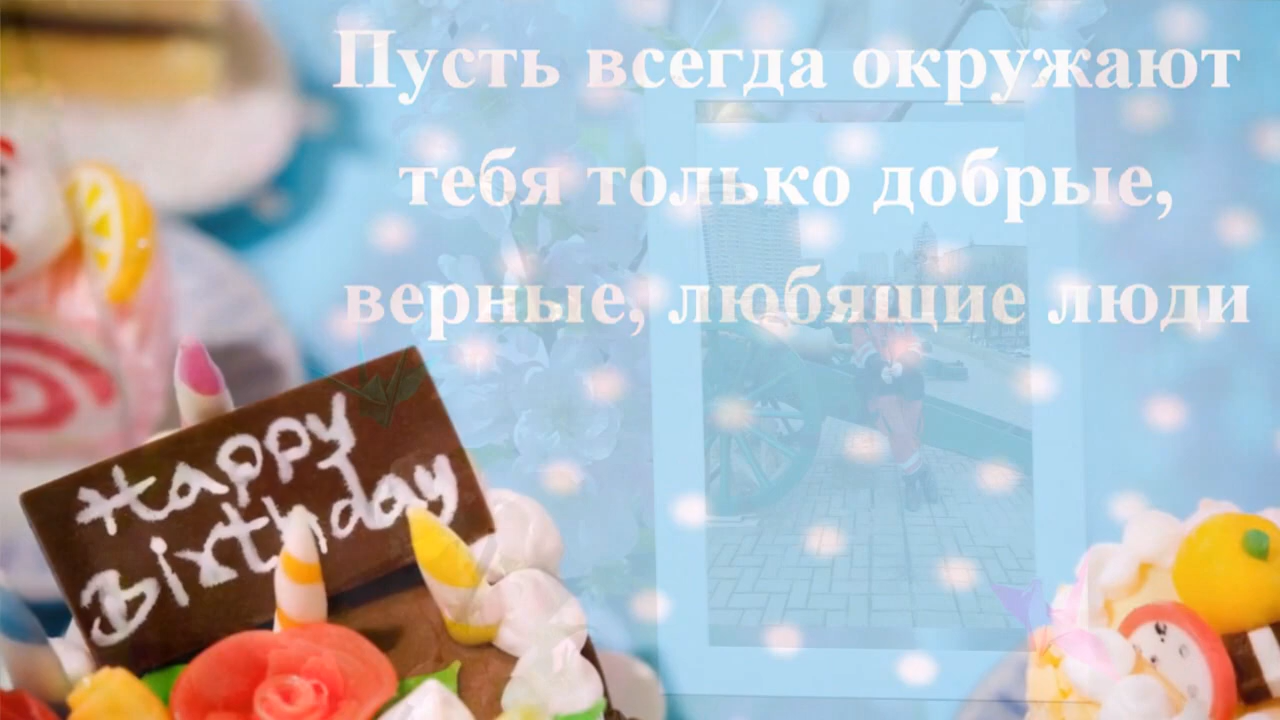 Пусть всегда окружают
тебя только добрые,
верные, любящие люди
Happy
Birthday